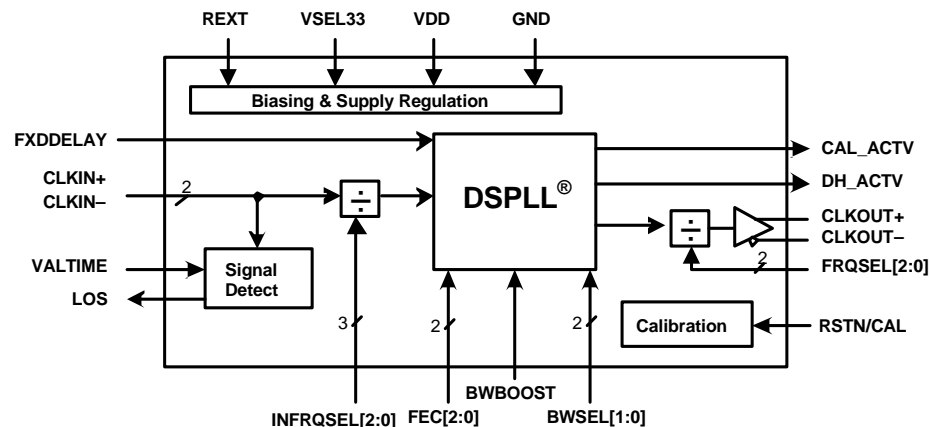 REXT VSEL33 VDD GND
Biasing & Supply Regulation
FXDDELAY
CAL_ACTV
CLKIN+
CLKIN–
2
÷
DSPLL®
DH_ACTV
÷
CLKOUT+
CLKOUT–
2
FRQSEL[2:0]
VALTIME
LOS
Signal
Detect
3
2
2
Calibration
RSTN/CAL
BWBOOST
INFRQSEL[2:0] FEC[2:0] BWSEL[1:0]